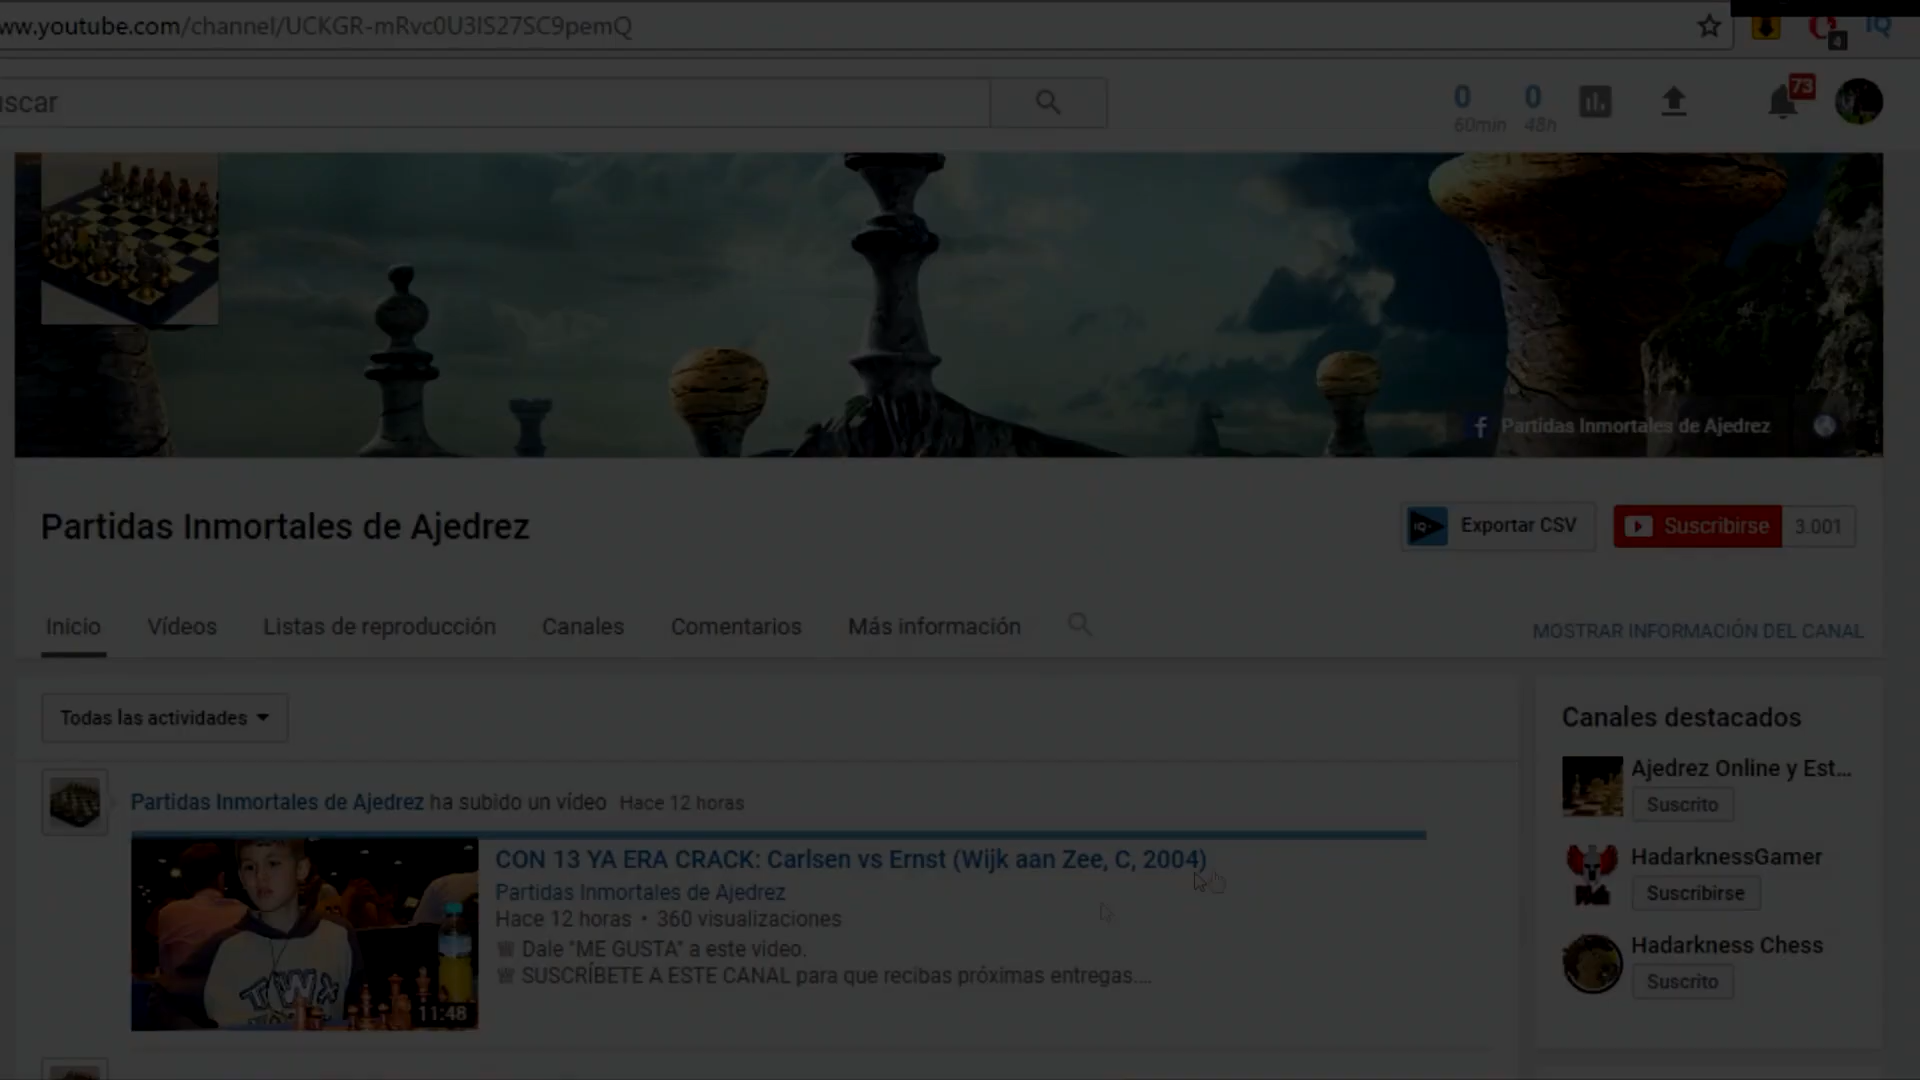 ww.youtube.com/channel/UCKGR-mRvc0U3IS27SC9pemQ
4
IQ
uscar
0
0
60min
48h
73
f Partidas Inmortales de Ajedrez
Partidas Inmortales de Ajedrez
IQ
Exportar CSV
Suscribirse
3.001
Inicio
Vídeos
Listas de reproducción
Canales
Comentarios
Más información
MOSTRAR INFORMACIÓN DEL CANAL
Todas las actividades
Partidas Inmortales de Ajedrez ha subido un vídeo Hace 12 horas
CON 13 YA ERA CRACK: Carlsen vs Ernst (Wijk aan Zee, C, 2004)
Partidas Inmortales de Ajedrez
Hace 12 horas • 360 visualizaciones
♕ Dale "ME GUSTA" a este video.
♕ SUSCRÍBETE A ESTE CANAL para que recibas próximas entregas....
11:48
Canales destacados
Ajedrez Online y Est...
Suscrito
HadarknessGamer
Suscribirse
Hadarkness Chess
Suscrito